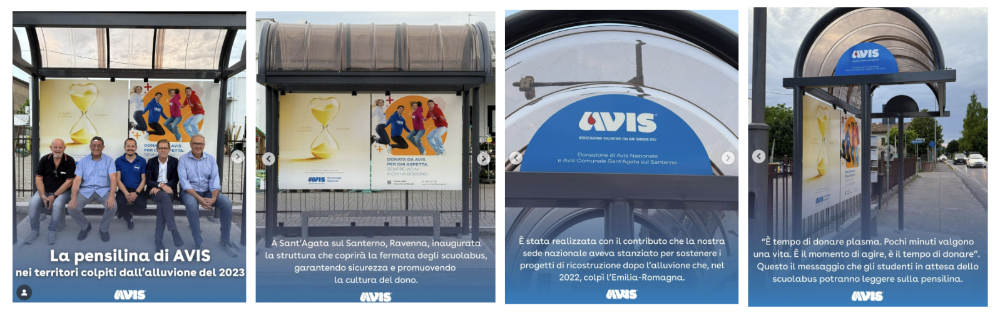 DONATA DA AVIS
PER CHI ASPETTA.
SEMPRE
La pensilina di AVIS
nei territori colpiti dall'alluvione del 2023
AVIS
AVIS
DONATA DA AVIS
PER CHI ASPETTA.
SEMPRE VICINI
A CHI HA BISOGNO.
AVIS Provinciale
Ravenna
A Sant'Agata sul Santerno, Ravenna, inaugurata
la struttura che coprirà la fermata degli scuolabus,
garantendo sicurezza e promuovendo
la cultura del dono.
AVIS
AVIS
ASSOCIAZIONE VOLONTARI ITALIANI SANGUE ODV
Donazione di Avis Nazionale
e Avis Comunale Sant'Agata sul Santerno
È stata realizzata con il contributo che la nostra
sede nazionale aveva stanziato per sostenere i
progetti di ricostruzione dopo l'alluvione che, nel
2022, colpì l'Emilia-Romagna.
AVIS
AVIS
"È tempo di donare plasma. Pochi minuti valgono
una vita. È il momento di agire, è il tempo di donare".
Questo il messaggio che gli studenti in attesa dello
scuolabus potranno leggere sulla pensilina.
AVIS